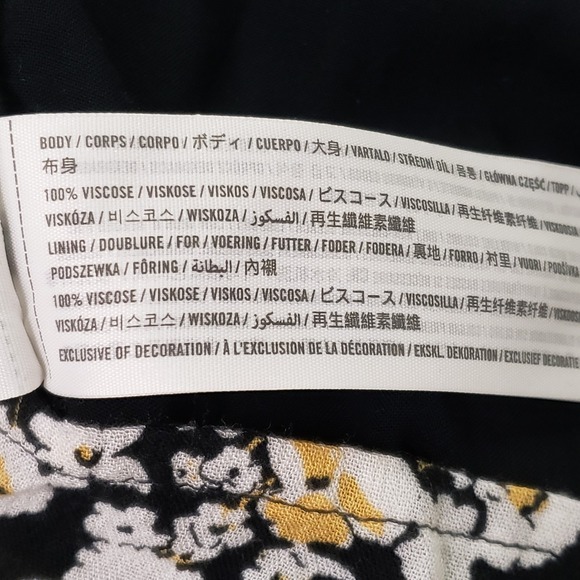 BODY / CORPS / CORPO / ボディ / CUERPO / 大身 / VARTALO / STŘEDNÍ DÍL / 몸통 / GŁÓWNA CZĘŚĆ / TOPP /
布身
100% VISCOSE / VISKOSE / VISKOS / VISCOSA / ビスコース / VISCOSILLA / 再生纤维素纤维 / VISKOOSIA
VISKÓZA / 비스코스 / WISKOZA / الفسكوز / 再生纖維素纖維
LINING / DOUBLURE / FOR / VOERING / FUTTER / FODER / FODERA / 裏地 / FORRO / 衬里 / VUORI / PODŠÍVKA
PODSZEWKA / FÔRING / البطانة / 內襯
100% VISCOSE / VISKOSE / VISKOS / VISCOSA / ビスコース / VISCOSILLA / 再生纤维素纤维 /
VISKÓZA / 비스코스 / WISKOZA / الفسكوز / 再生纖維素纖維
EXCLUSIVE OF DECORATION / À L'EXCLUSION DE LA DÉCORATION / EKSKL. DEKORATION / EXCLUSIEF DECORATIE